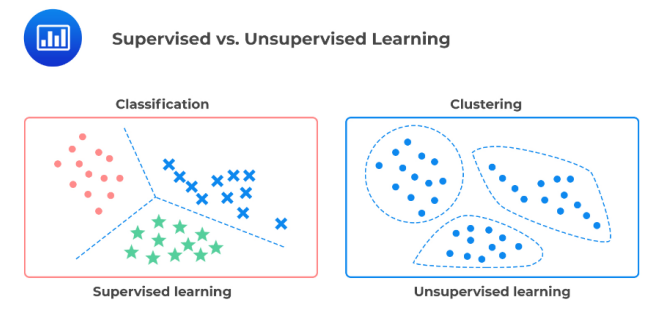 Supervised vs. Unsupervised Learning
Classification
Clustering
Supervised learning
Unsupervised learning